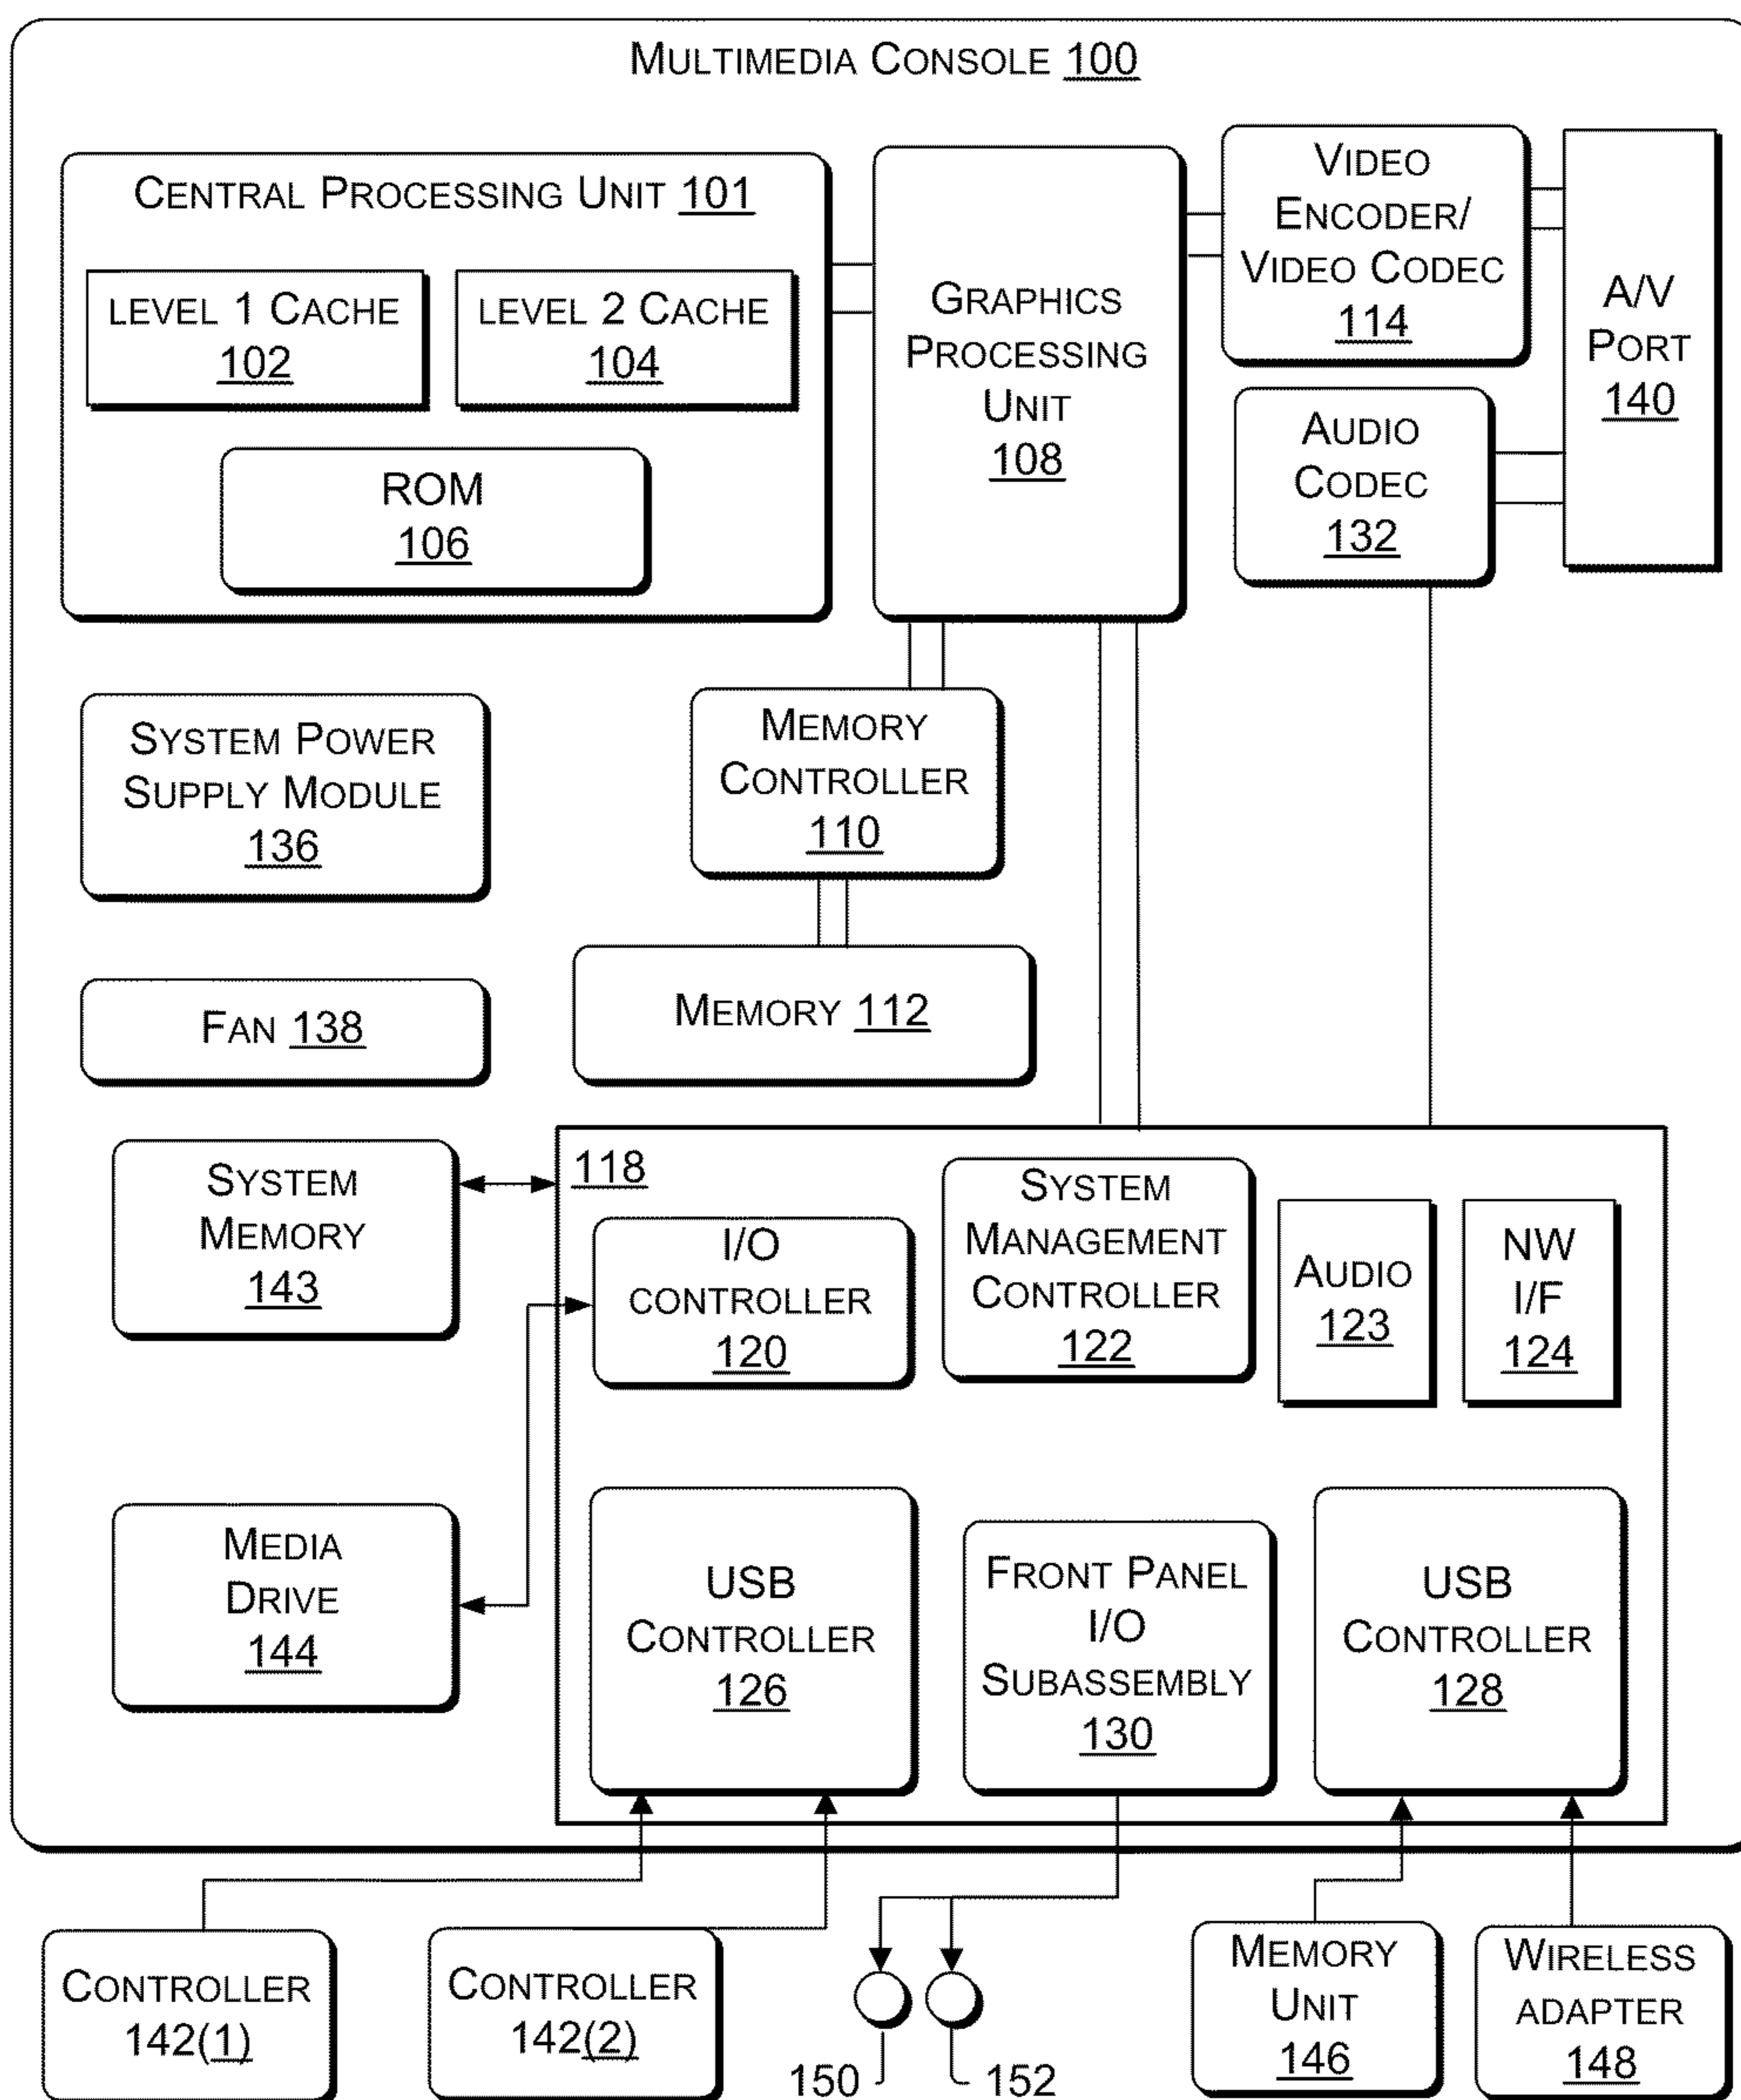 MULTIMEDIA CONSOLE 100
CENTRAL PROCESSING UNIT 101
LEVEL 1 CACHE
102
LEVEL 2 CACHE
104
ROM
106
GRAPHICS
PROCESSING
UNIT
108
VIDEO
ENCODER/
VIDEO CODEC
114
A/V
PORT
140
AUDIO
CODEC
132
SYSTEM POWER
SUPPLY MODULE
136
MEMORY
CONTROLLER
110
FAN 138
MEMORY 112
SYSTEM
MEMORY
143
118
I/O
CONTROLLER
120
SYSTEM
MANAGEMENT
CONTROLLER
122
AUDIO
123
NW
I/F
124
MEDIA
DRIVE
144
USB
CONTROLLER
126
FRONT PANEL
I/O
SUBASSEMBLY
130
USB
CONTROLLER
128
CONTROLLER
142(1)
CONTROLLER
142(2)
150
152
MEMORY
UNIT
146
WIRELESS
ADAPTER
148